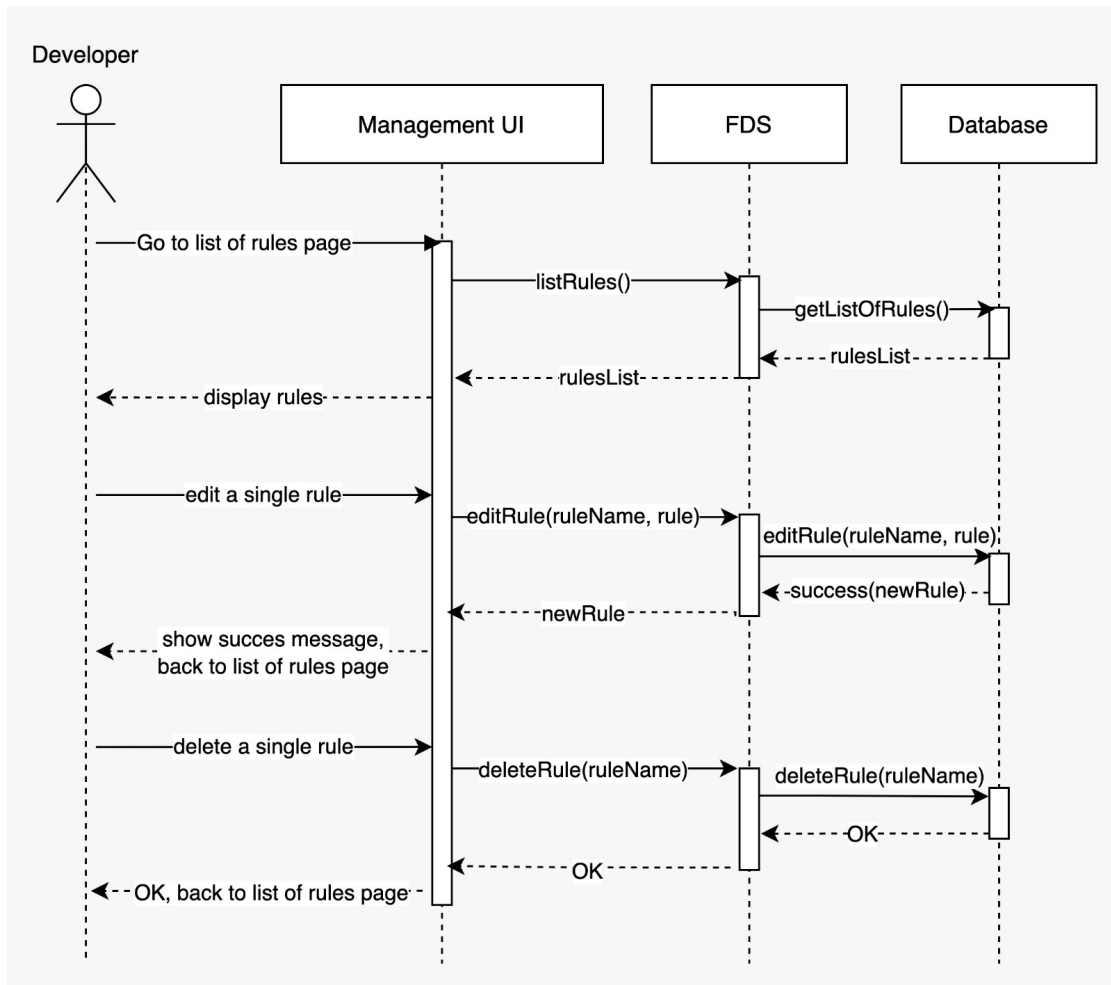 Developer
Management UI
FDS
Database
Go to list of rules page
listRules()
getListOfRules()
rulesList
rulesList
display rules
edit a single rule
editRule(ruleName, rule)
editRule(ruleName, rule)
success(newRule)
newRule
show succes message,
back to list of rules page
delete a single rule
deleteRule(ruleName)
deleteRule(ruleName)
OK
OK
OK, back to list of rules page